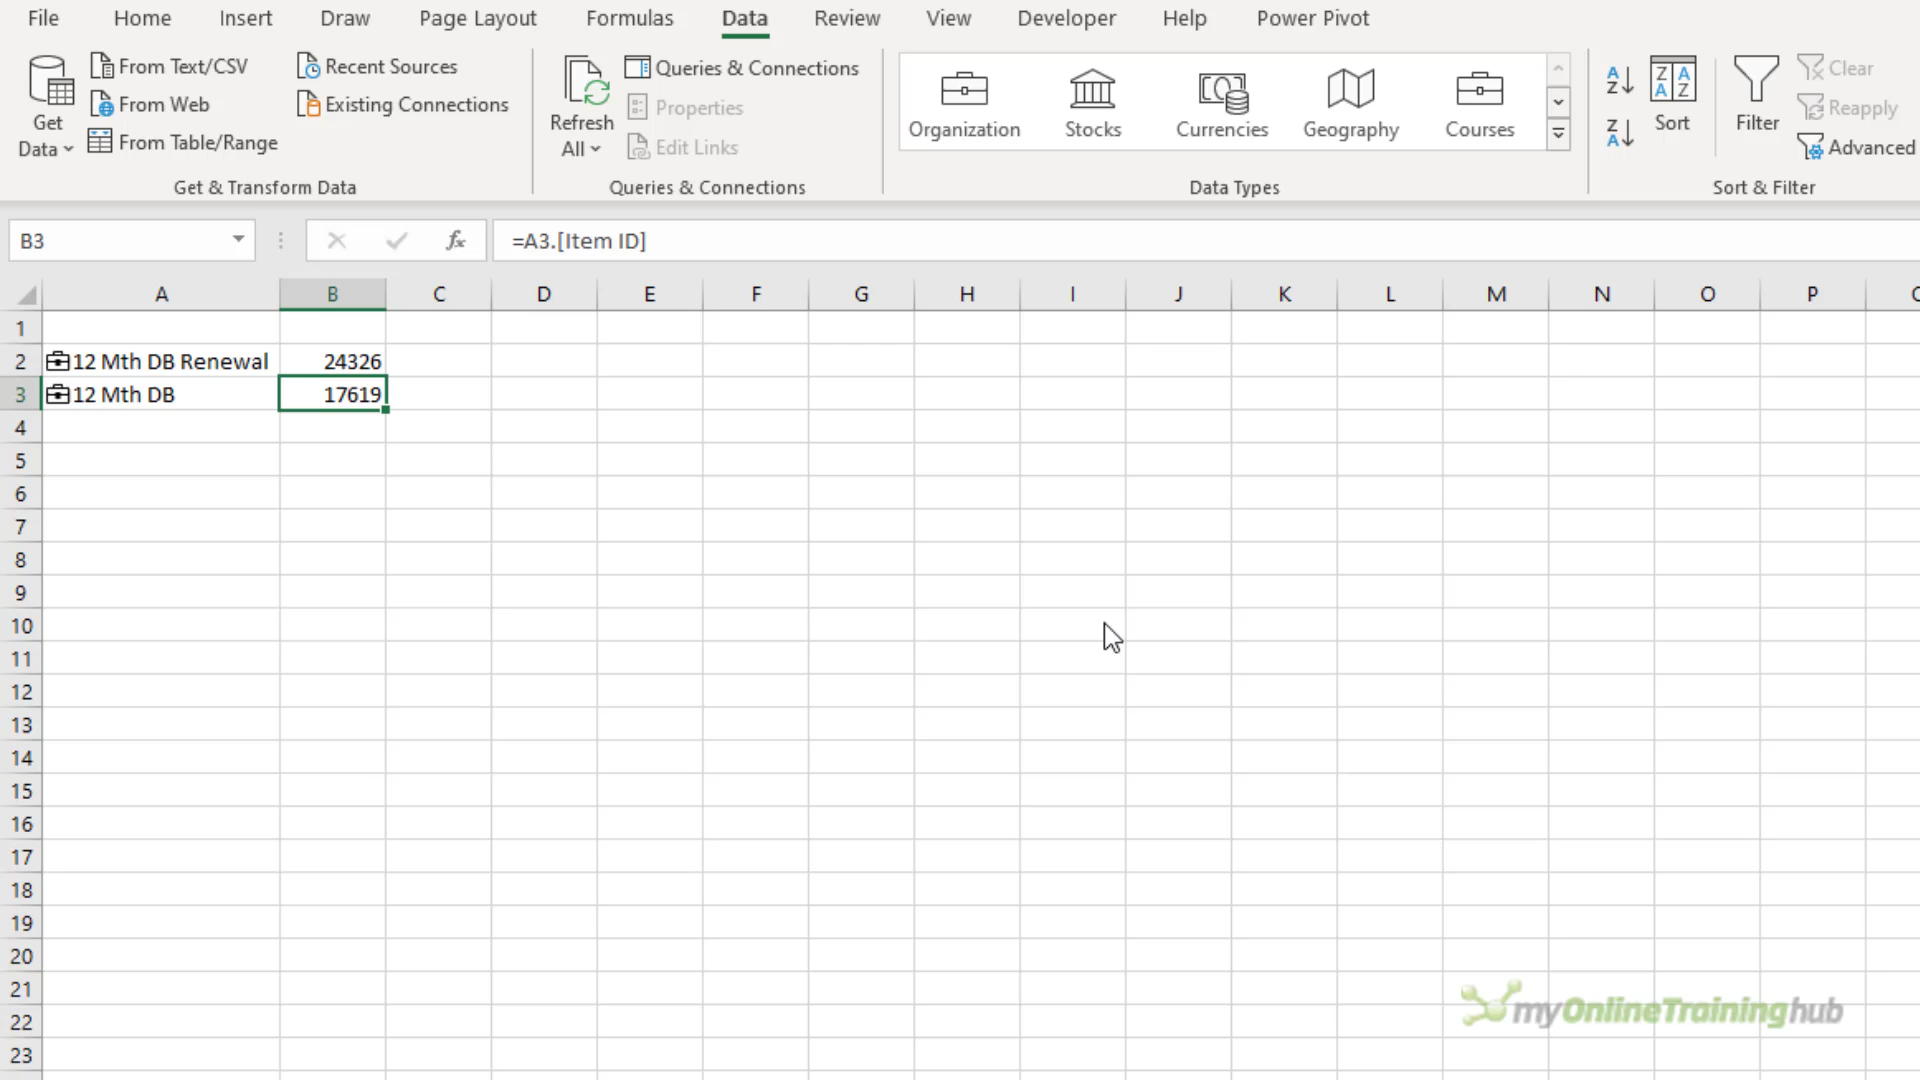 File Home Insert Draw Page Layout Formulas Data Review View Developer Help Power Pivot
Get Data
From Text/CSV
From Web
From Table/Range
Recent Sources
Existing Connections
Get & Transform Data
Refresh All
Queries & Connections
Properties
Edit Links
Queries & Connections
Organization Stocks Currencies Geography Courses
Data Types
Sort
Filter
Clear
Reapply
Advanced
Sort & Filter
B3 fx =A3.[Item ID]
A B C D E F G H I J K L M N O P
1
2 12 Mth DB Renewal 24326
3 12 Mth DB 17619
4
5
6
7
8
9
10
11
12
13
14
15
16
17
18
19
20
21
22
23
myOnlineTraininghub